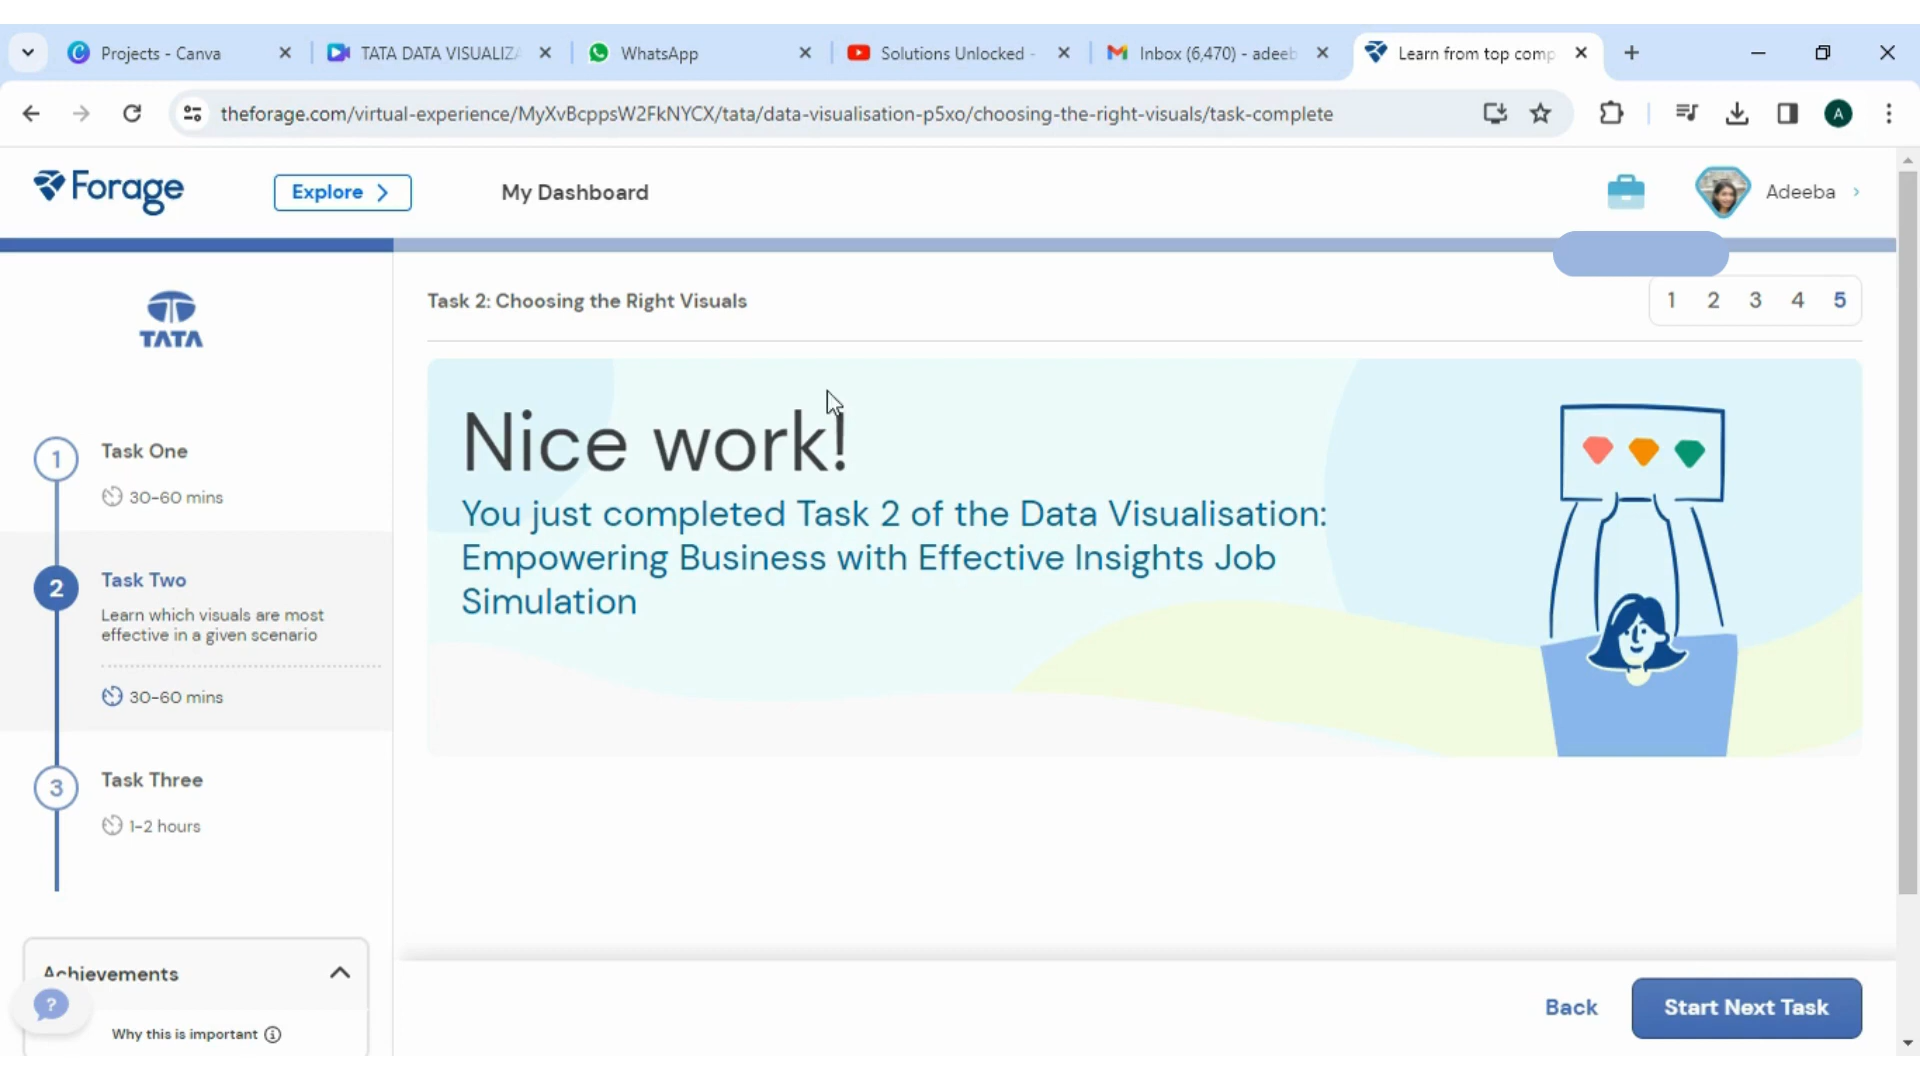 Projects - Canva
TATA DATA VISUALIZA
WhatsApp
Solutions Unlocked -
Inbox (6,470) - adeeb
Learn from top comp
theforage.com/virtual-experience/MyXvBcppsW2FkNYCX/tata/data-visualisation-p5xo/choosing-the-right-visuals/task-complete
A
Forage
Explore
My Dashboard
Adeeba
TATA
Task 2: Choosing the Right Visuals
1 2 3 4 5
Nice work!
You just completed Task 2 of the Data Visualisation:
Empowering Business with Effective Insights Job
Simulation
1
Task One
30-60 mins
2
Task Two
Learn which visuals are most
effective in a given scenario
30-60 mins
3
Task Three
1-2 hours
Achievements
?
Why this is important
Back
Start Next Task